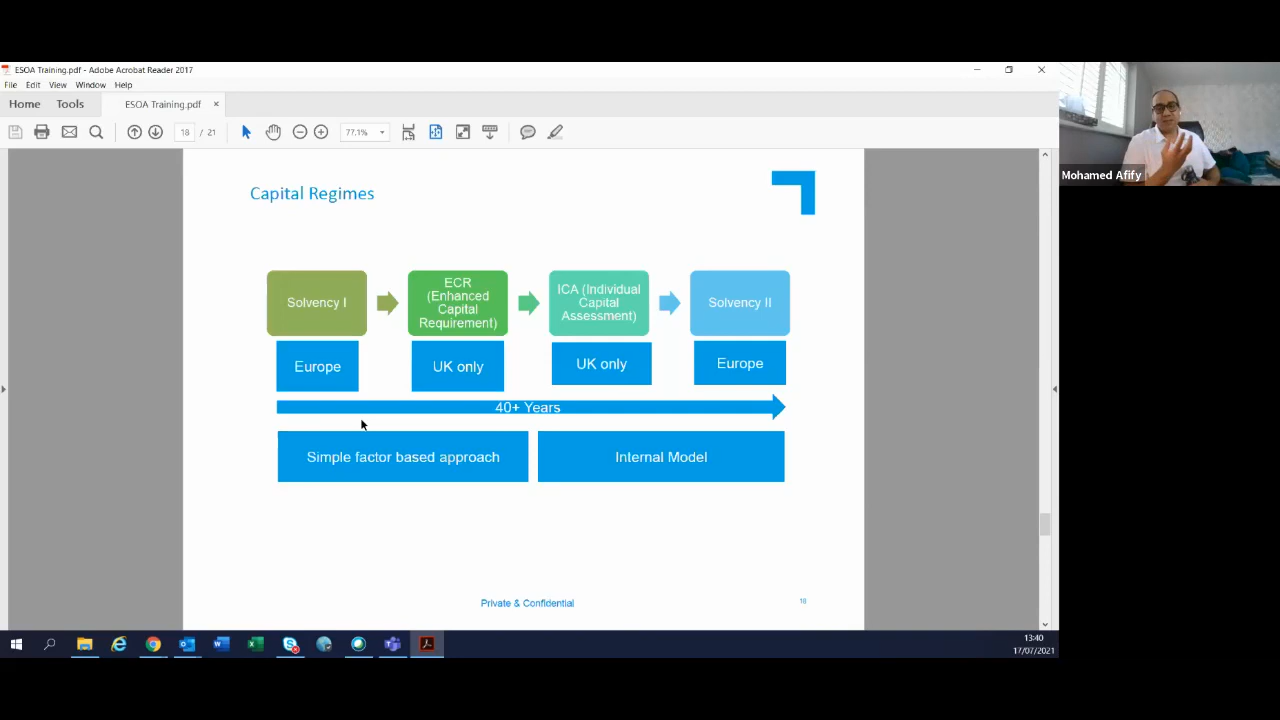 ESOA Training.pdf - Adobe Acrobat Reader 2017
File Edit View Window Help
Home Tools ESOA Training.pdf ×
18 / 21 77.1%
Mohamed Afify
Capital Regimes
Solvency I
ECR
(Enhanced
Capital
Requirement)
ICA (Individual
Capital
Assessment)
Solvency II
Europe
UK only
UK only
Europe
40+ Years
Simple factor based approach
Internal Model
Private & Confidential
18
13:40
17/07/2021